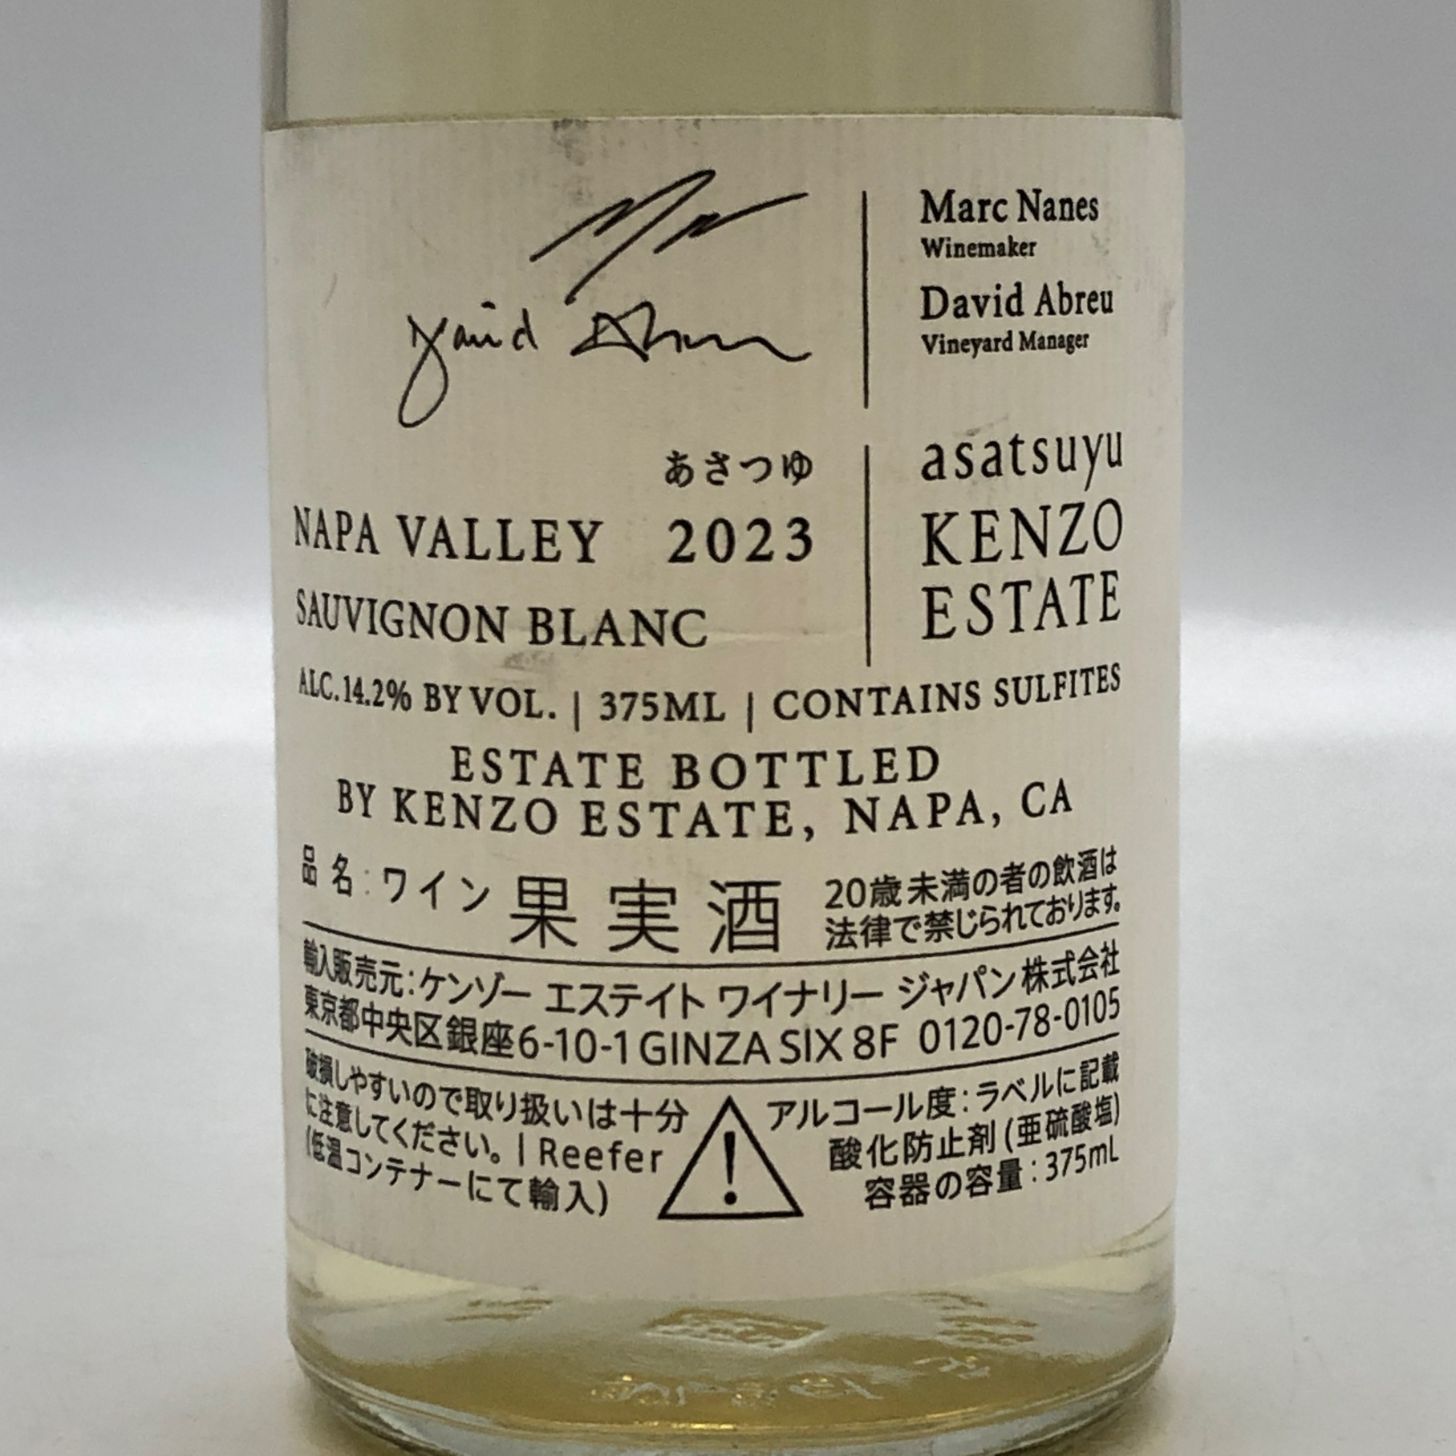 David Abreu
Marc Nanes
Winemaker
David Abreu
Vineyard Manager
あさつゆ
NAPA VALLEY 2023
SAUVIGNON BLANC
asatsuyu
KENZO
ESTATE
ALC.14.2% BY VOL. | 375ML | CONTAINS SULFITES
ESTATE BOTTLED
BY KENZO ESTATE, NAPA, CA
品名:ワイン 果実酒
20歳未満の者の飲酒は
法律で禁じられております。
輸入販売元:ケンゾー エステイト ワイナリー ジャパン株式会社
東京都中央区銀座6-10-1 GINZA SIX 8F 0120-78-0105
破損しやすいので取り扱いは十分
に注意してください。| Reefer
(低温コンテナーにて輸入)
アルコール度:ラベルに記載
酸化防止剤(亜硫酸塩)
容器の容量:375mL